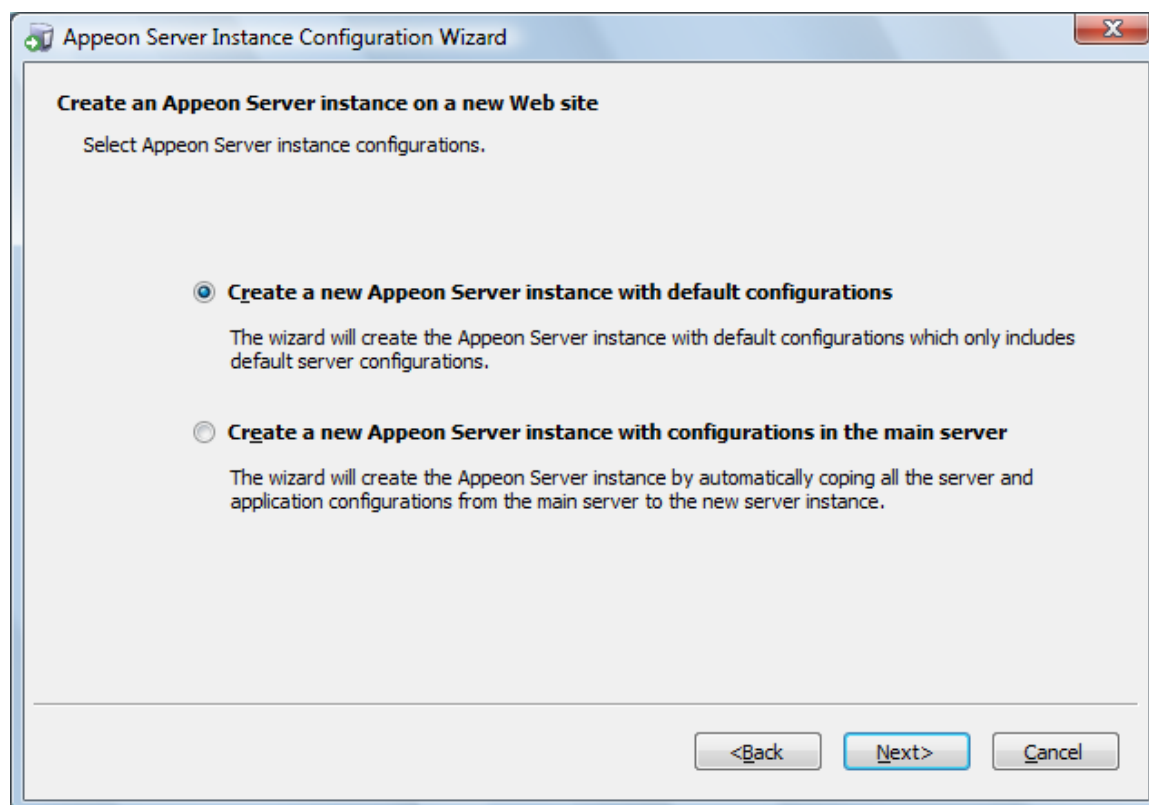 Appeon Server Instance Configuration Wizard
Create an Appeon Server instance on a new Web site
Select Appeon Server instance configurations.
Create a new Appeon Server instance with default configurations
The wizard will create the Appeon Server instance with default configurations which only includes
default server configurations.
Create a new Appeon Server instance with configurations in the main server
The wizard will create the Appeon Server instance by automatically coping all the server and
application configurations from the main server to the new server instance.
<Back Next> Cancel